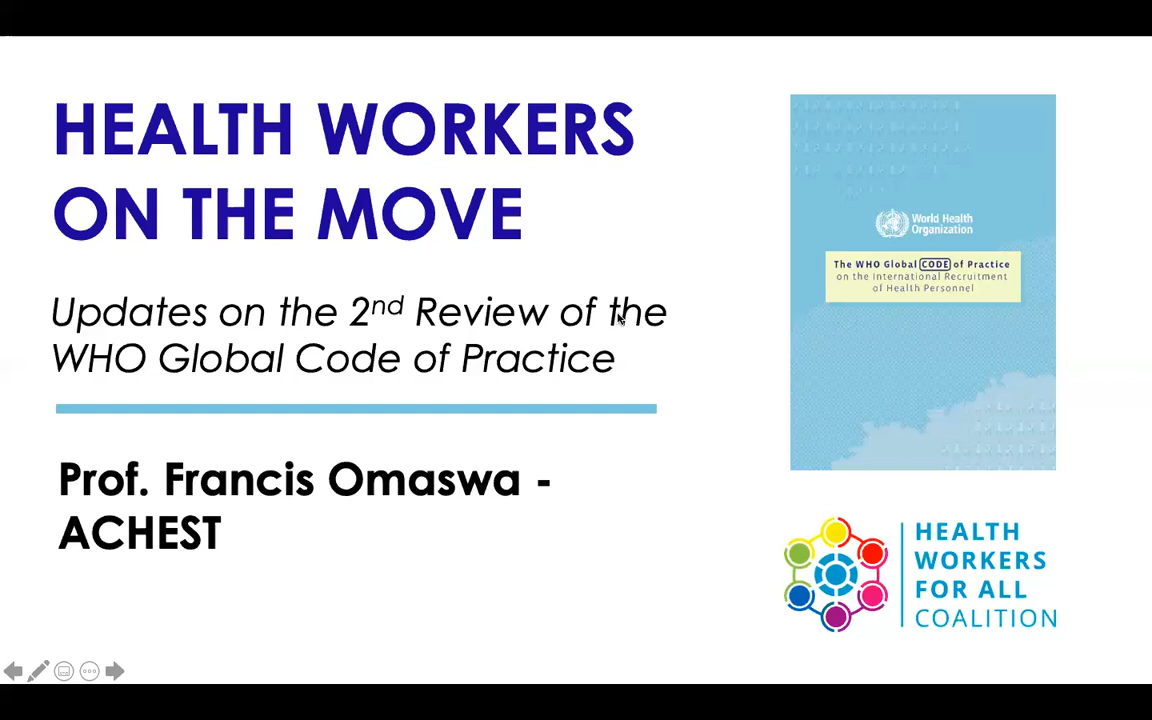 HEALTH WORKERS
ON THE MOVE
Updates on the 2nd Review of the
WHO Global Code of Practice
Prof. Francis Omaswa -
ACHEST
World Health
Organization
The WHO Global CODE of Practice
on the International Recruitment
of Health Personnel
HEALTH
WORKERS
FOR ALL
COALITION